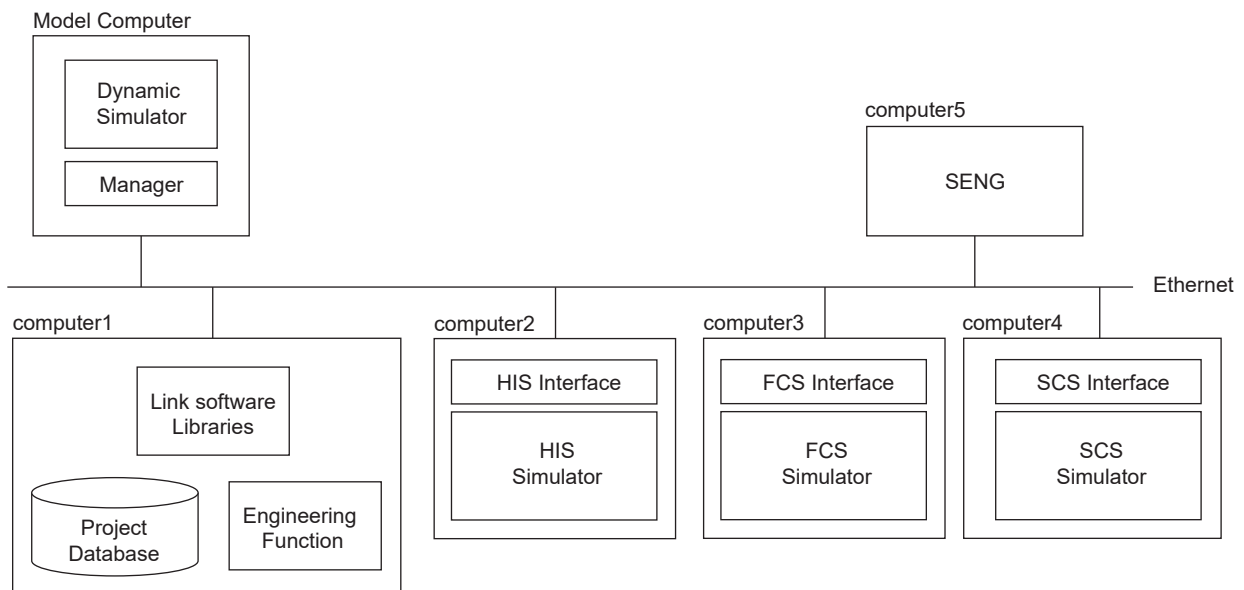 Model Computer
Dynamic
Simulator
Manager
computer5
SENG
Ethernet
computer1
Link software
Libraries
Project
Database
Engineering
Function
computer2
HIS Interface
HIS
Simulator
computer3
FCS Interface
FCS
Simulator
computer4
SCS Interface
SCS
Simulator